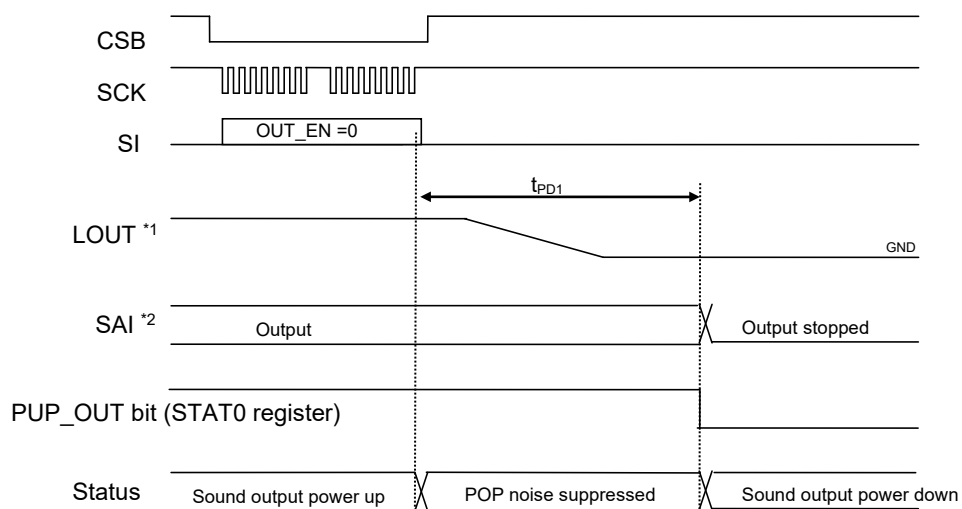 CSB
SCK
SI
OUT_EN =0
tPD1
LOUT *1
GND
SAI *2
Output
Output stopped
PUP_OUT bit (STAT0 register)
Status
Sound output power up
POP noise suppressed
Sound output power down